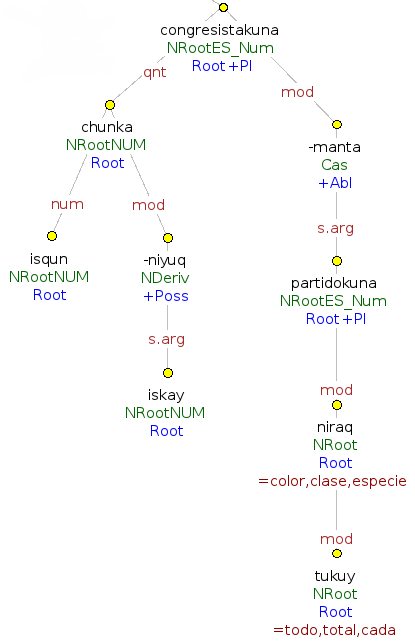 congresistakuna
NRootES_Num
Root+Pl
qnt
mod
chunka
NRootNUM
Root
-manta
Cas
+Abl
num
mod
s.arg
isqun
NRootNUM
Root
-niyuq
NDeriv
+Poss
partidokuna
NRootES_Num
Root+Pl
s.arg
iskay
NRootNUM
Root
mod
niraq
NRoot
Root
=color,clase,especie
mod
tukuy
NRoot
Root
=todo,total,cada